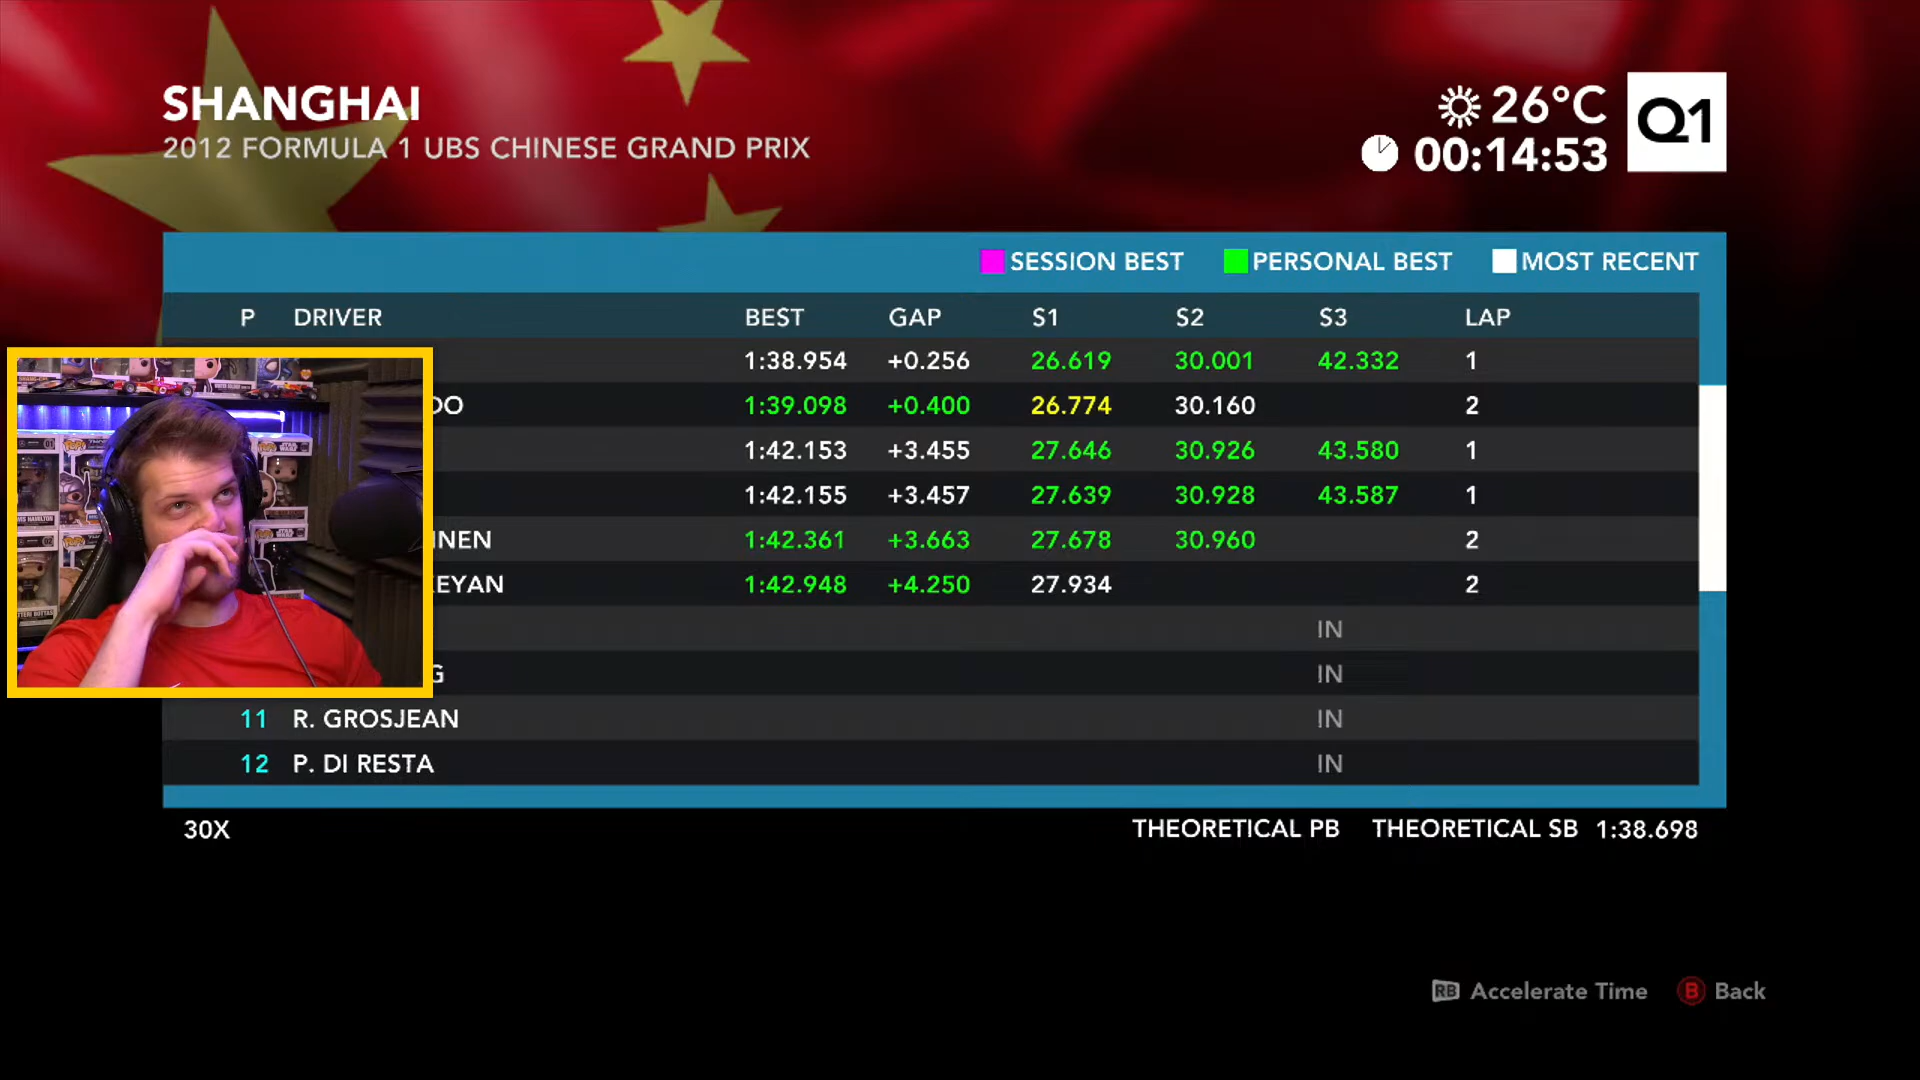 SHANGHAI
2012 FORMULA 1 UBS CHINESE GRAND PRIX
26°C
00:14:53
Q1
SESSION BEST PERSONAL BEST MOST RECENT
P DRIVER BEST GAP S1 S2 S3 LAP
1:38.954 +0.256 26.619 30.001 42.332 1
DO 1:39.098 +0.400 26.774 30.160 2
1:42.153 +3.455 27.646 30.926 43.580 1
1:42.155 +3.457 27.639 30.928 43.587 1
INEN 1:42.361 +3.663 27.678 30.960 2
KEYAN 1:42.948 +4.250 27.934 2
IN
G IN
11 R. GROSJEAN IN
12 P. DI RESTA IN
30X THEORETICAL PB THEORETICAL SB 1:38.698
RB Accelerate Time B Back